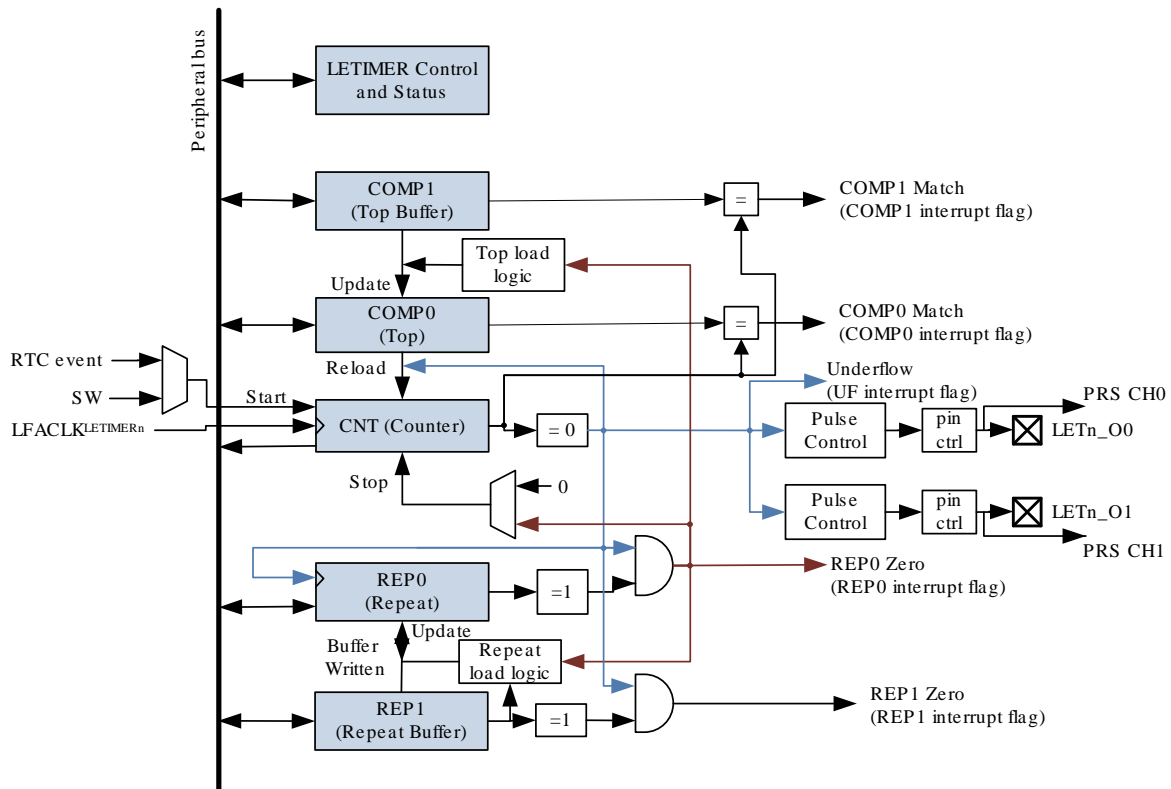 Peripheral bus
LETIMER Control
and Status
COMP1
(Top Buffer)
=
COMP1 Match
(COMP1 interrupt flag)
Top load
logic
Update
COMP0
(Top)
=
COMP0 Match
(COMP0 interrupt flag)
RTC event
SW
LFACLKLETIMERn
Reload
Start
CNT (Counter)
= 0
Underflow
(UF interrupt flag)
Pulse
Control
pin
ctrl
PRS CH0
LETn_O0
Stop
0
Pulse
Control
pin
ctrl
LETn_O1
PRS CH1
REP0
(Repeat)
=1
REP0 Zero
(REP0 interrupt flag)
Update
Buffer
Written
Repeat
load logic
REP1
(Repeat Buffer)
=1
REP1 Zero
(REP1 interrupt flag)